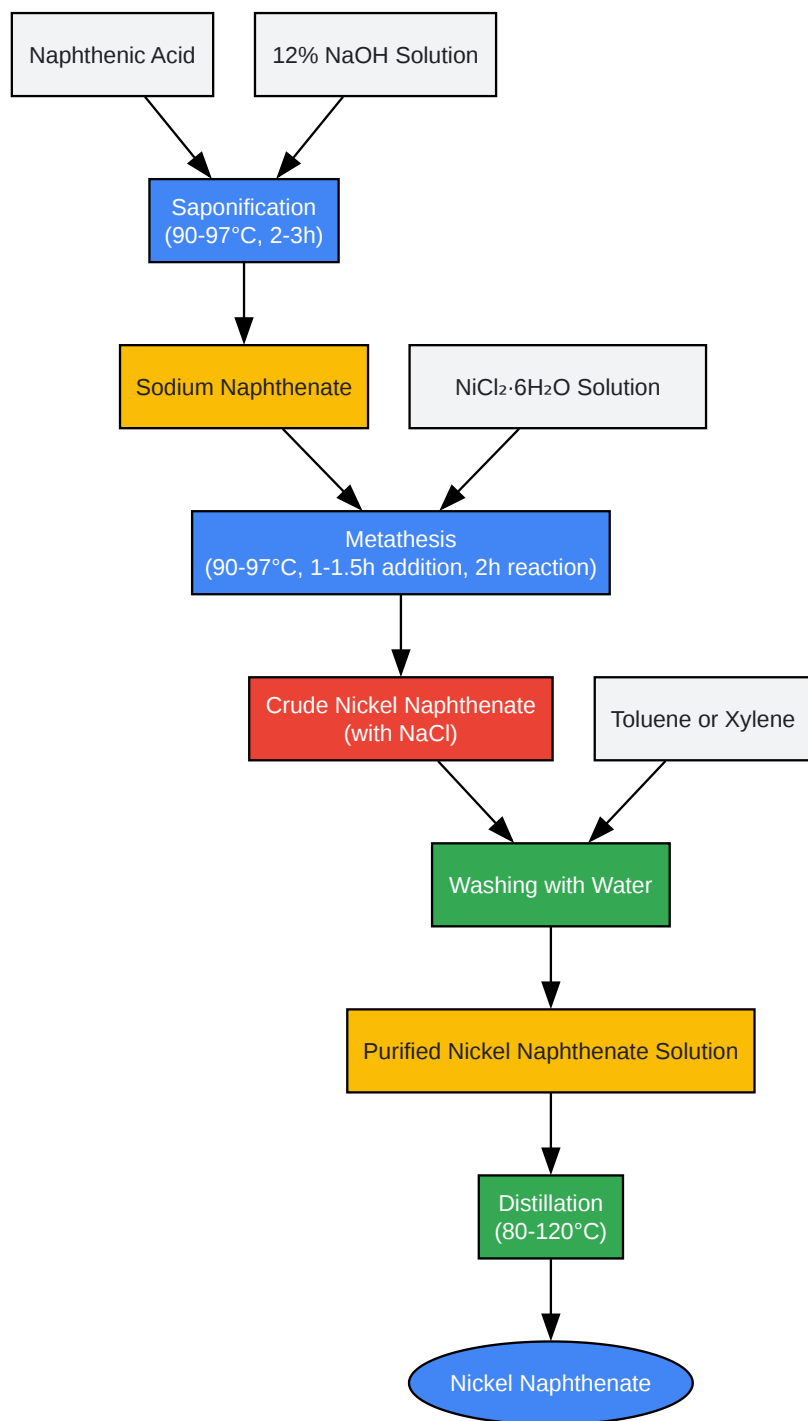 Naphthenic Acid
12% NaOH Solution
Saponification
(90-97°C, 2-3h)
Sodium Naphthenate
NiCl₂·6H₂O Solution
Metathesis
(90-97°C, 1-1.5h addition, 2h reaction)
Crude Nickel Naphthenate
(with NaCl)
Toluene or Xylene
Washing with Water
Purified Nickel Naphthenate Solution
Distillation
(80-120°C)
Nickel Naphthenate